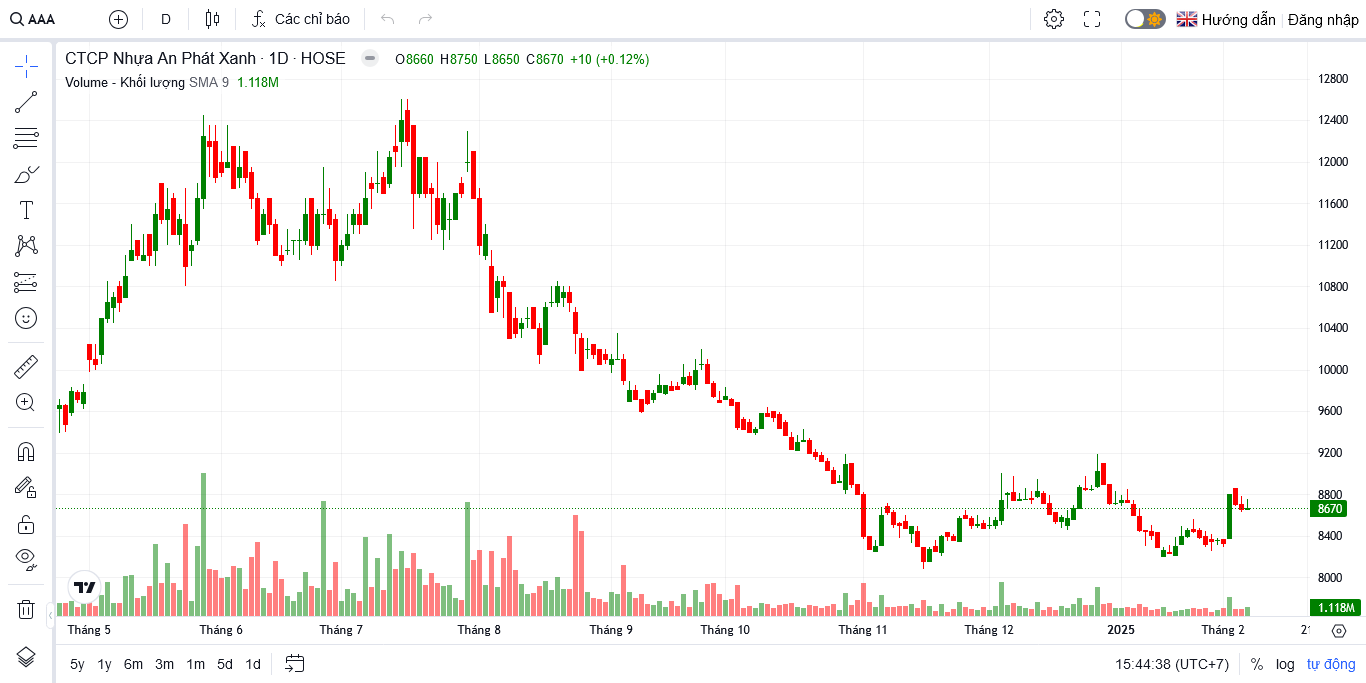 AAA D Các chỉ báo Hướng dẫn Đăng nhập
CTCP Nhựa An Phát Xanh · 1D · HOSE O8660 H8750 L8650 C8670 +10 (+0.12%)
Volume - Khối lượng SMA 9 1.118M
12800
12400
12000
11600
11200
10800
10400
10000
9600
9200
8800
8670
8400
8000
1.118M
Tháng 5 Tháng 6 Tháng 7 Tháng 8 Tháng 9 Tháng 10 Tháng 11 Tháng 12 2025 Tháng 2 21
5y 1y 6m 3m 1m 5d 1d 15:44:38 (UTC+7) % log tự động